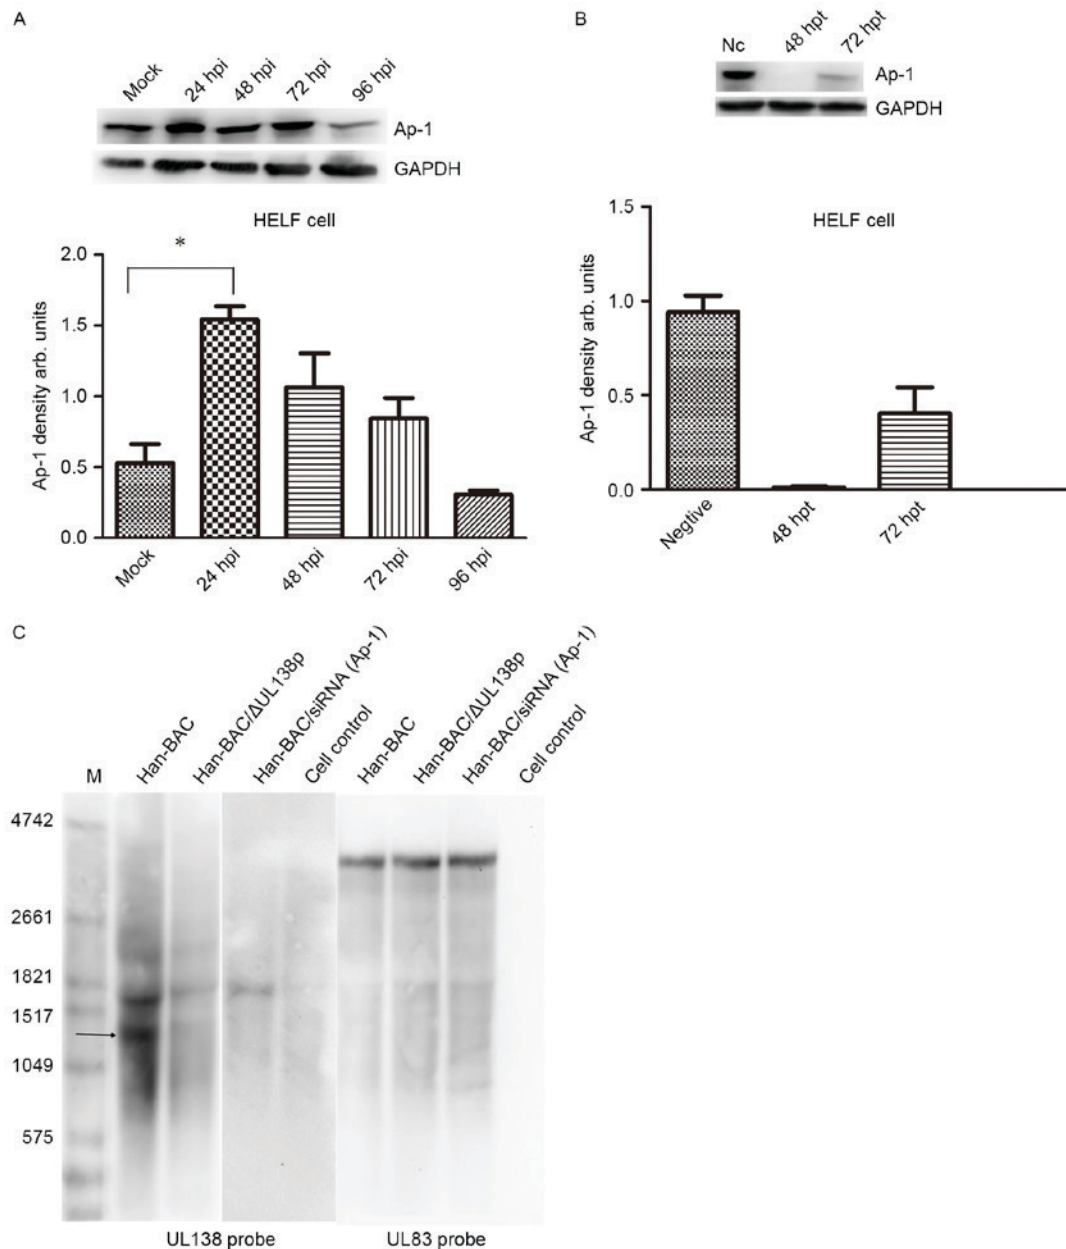 A
Mock 24 hpi 48 hpi 72 hpi 96 hpi
Ap-1
GAPDH
HELF cell
*
Ap-1 density arb. units
2.0
1.5
1.0
0.5
0.0
Mock 24 hpi 48 hpi 72 hpi 96 hpi
B
Nc 48 hpt 72 hpt
Ap-1
GAPDH
HELF cell
Ap-1 density arb. units
1.5
1.0
0.5
0.0
Negtive 48 hpt 72 hpt
C
M Han-BAC Han-BAC/ΔUL138p Han-BAC/siRNA (Ap-1) Cell control Han-BAC Han-BAC/ΔUL138p Han-BAC/siRNA (Ap-1) Cell control
4742
2661
1821
1517
1049
575
UL138 probe UL83 probe